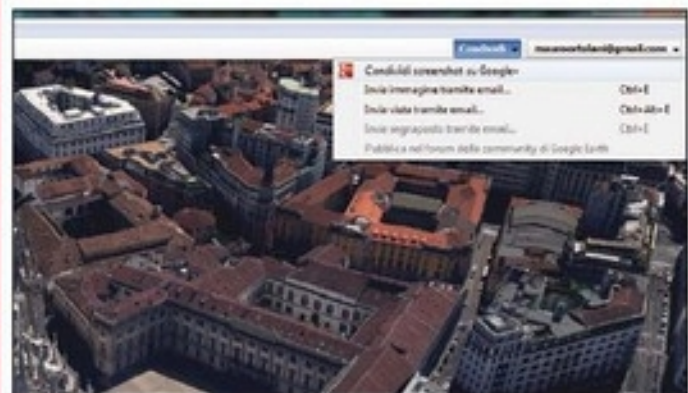 Condividi
Condividi screenshot su Google+
Invia immagine tramite email... Ctrl+E
Invia vista tramite email... Ctrl+Alt+E
Invia segnaposto tramite email...
Pubblica nel forum della community di Google Earth